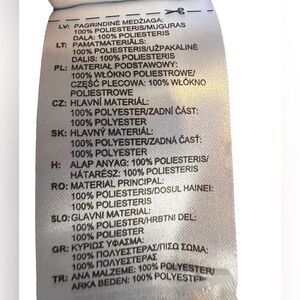 LV: PAGRINDINĖ MEDŽIAGA:
100% POLIESTERIS/MUGURAS
DAĻA: 100% POLIESTERIS
LT: PAMATMATERIĀLS:
100% POLIESTERIS/UŽPAKALINĖ
DALIS: 100% POLIESTERIS
PL: MATERIAŁ PODSTAWOWY:
100% WŁÓKNO POLIESTROWE/
CZĘŚĆ PLECOWA: 100% WŁÓKNO
POLIESTROWE
CZ: HLAVNÍ MATERIÁL:
100% POLYESTER/ZADNÍ ČÁST:
100% POLYESTER
SK: HLAVNÝ MATERIÁL:
100% POLYESTER/ZADNÁ ČASŤ:
100% POLYESTER
H: ALAP ANYAG: 100% POLIESTERIS/
HÁTARÉSZ: 100% POLIESTERIS
RO: MATERIAL PRINCIPAL:
100% POLIESTERIS/DOSUL HAINEI:
100% POLIESTERIS
SLO: GLAVNI MATERIAL:
100% POLIESTER/HRBTNI DEL:
100% POLIESTER
GR: ΚΥΡΙΩΣ ΥΦΑΣΜΑ:
100% ΠΟΛΥΕΣΤΕΡΑΣ/ΠΙΣΩ ΣΩΜΑ:
100% ΠΟΛΥΕΣΤΕΡΑΣ
TR: ANA MALZEME: 100% POLYESTER/
ARKA BEDEN: 100% POLYESTER